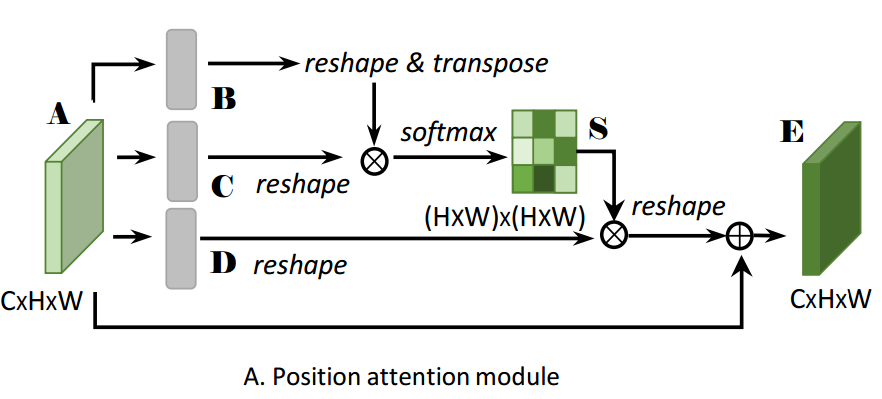 reshape & transpose
B
A
softmax
S
E
C
reshape
(HxW)x(HxW)
reshape
D
reshape
CxHxW
CxHxW
A. Position attention module